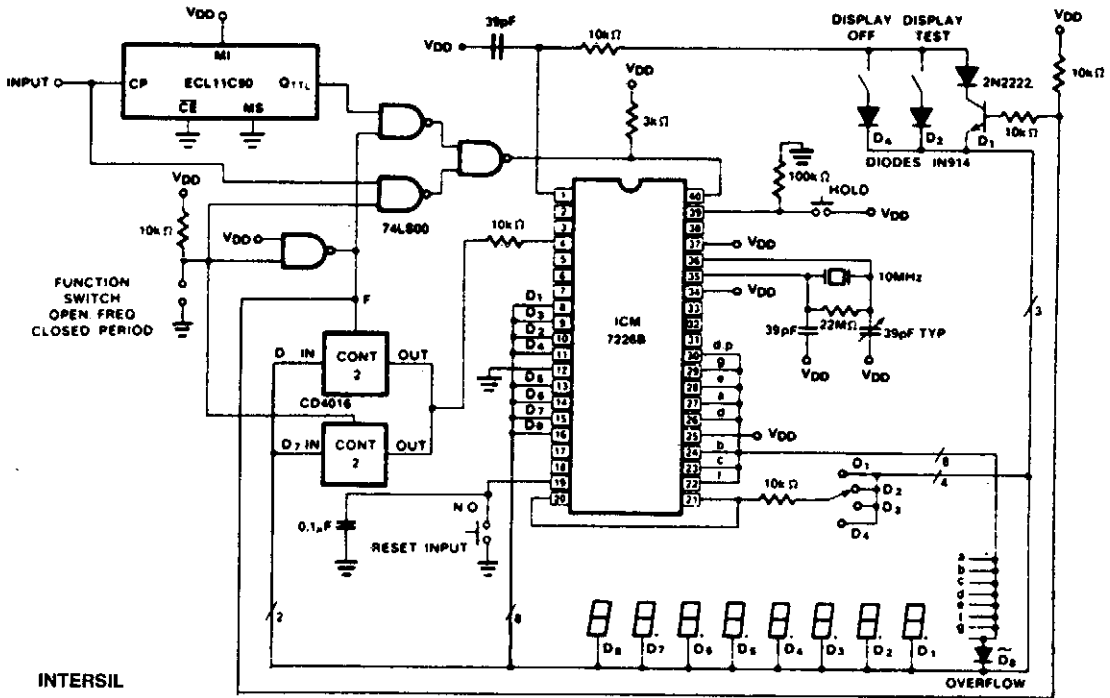 VDD
39pF
VDD
10kΩ
DISPLAY OFF
DISPLAY TEST
VDD
MI
INPUT
CP
ECL11C90
QTTL
CE
MS
VDD
3kΩ
2N2222
10kΩ
10kΩ
D4
D2
D1
DIODES IN914
100kΩ
HOLD
VDD
VDD
10kΩ
74LS00
VDD
10kΩ
FUNCTION
SWITCH
OPEN. FREQ
CLOSED PERIOD
F
1
2
3
4
5
6
7
8
9
10
11
12
13
14
15
16
17
18
19
20
40
39
38
37
36
35
34
33
32
31
30
29
28
27
26
25
24
23
22
21
ICM
7226B
VDD
VDD
10MHz
22MΩ
39pF
39pF TYP
VDD
VDD
D1
D3
D2
D4
D5
D6
D7
D8
d.p
g
e
a
d
VDD
b
c
f
3
D IN
CONT
2
OUT
CD4016
D7 IN
CONT
2
OUT
0.1μF
N O
RESET INPUT
10kΩ
D1
D2
D3
D4
8
4
2
8
a
b
c
d
e
f
g
D8
D7
D6
D5
D4
D3
D2
D1
D8
OVERFLOW
INTERSIL